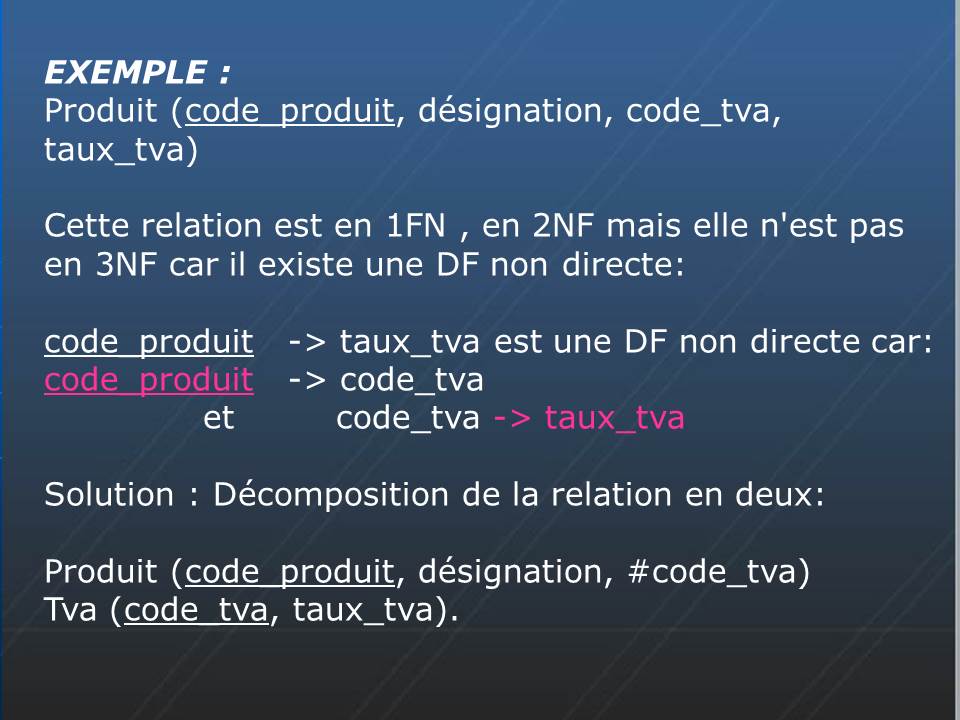 EXEMPLE :
Produit (code_produit, désignation, code_tva,
taux_tva)
Cette relation est en 1FN , en 2NF mais elle n'est pas
en 3NF car il existe une DF non directe:
code_produit -> taux_tva est une DF non directe car:
code_produit -> code_tva
et code_tva -> taux_tva
Solution : Décomposition de la relation en deux:
Produit (code_produit, désignation, #code_tva)
Tva (code_tva, taux_tva).